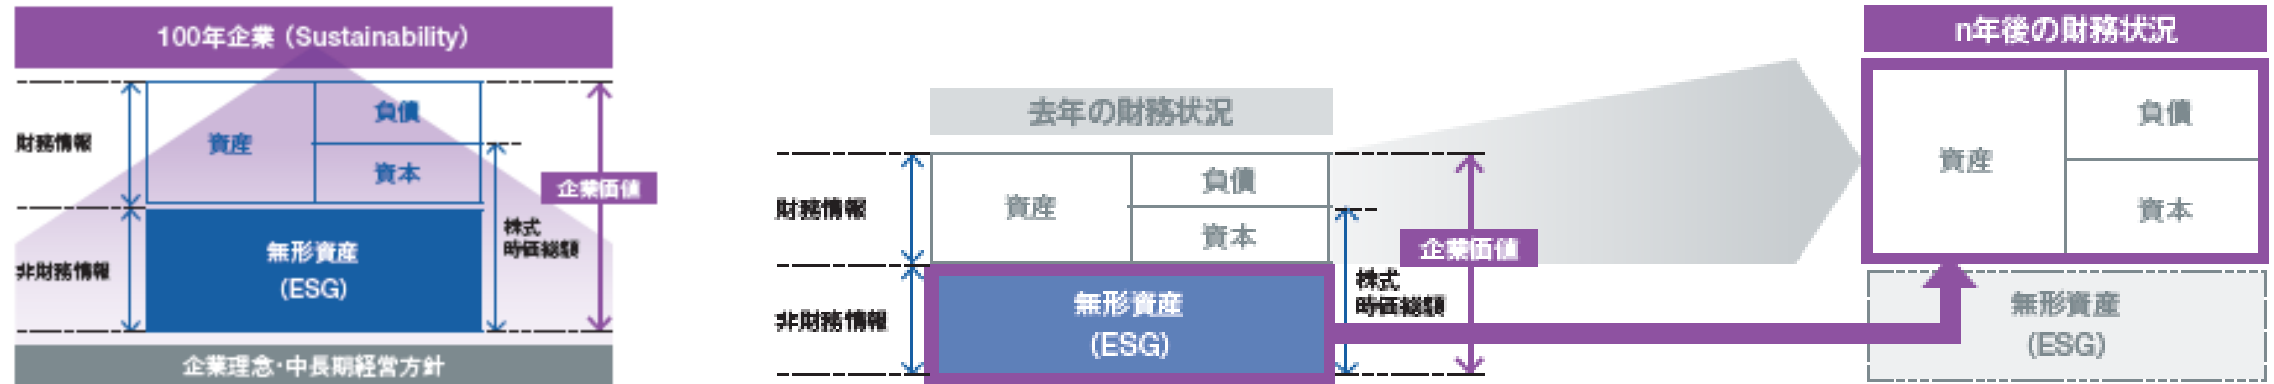 100年企業（Sustainability）
財務情報
資産
負債
資本
企業価値
株式
時価総額
非財務情報
無形資産
(ESG)
企業理念・中長期経営方針
去年の財務状況
財務情報
資産
負債
資本
企業価値
株式
時価総額
非財務情報
無形資産
(ESG)
n年後の財務状況
資産
負債
資本
無形資産
(ESG)